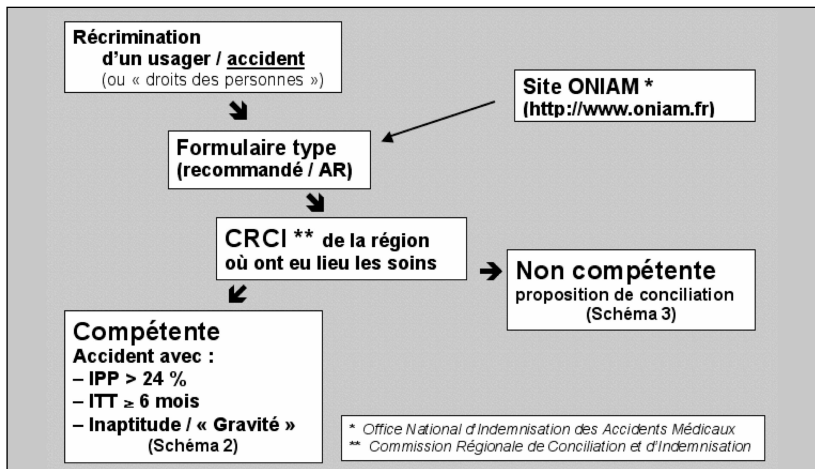 Récrimination
d'un usager / accident
(ou « droits des personnes »)
Site ONIAM *
(http://www.oniam.fr)
Formulaire type
(recommandé / AR)
CRCI ** de la région
où ont eu lieu les soins
Non compétente
proposition de conciliation
(Schéma 3)
Compétente
Accident avec :
– IPP > 24 %
– ITT ≥ 6 mois
– Inaptitude / « Gravité »
(Schéma 2)
* Office National d'Indemnisation des Accidents Médicaux
** Commission Régionale de Conciliation et d'Indemnisation